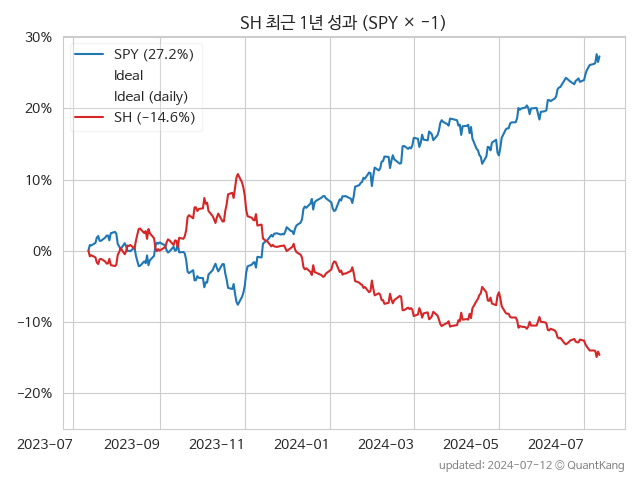 SH 최근 1년 성과 (SPY × −1)
30%
20%
10%
0%
−10%
−20%
SPY (27.2%)
Ideal
Ideal (daily)
SH (−14.6%)
2023-07
2023-09
2023-11
2024-01
2024-03
2024-05
2024-07
updated: 2024-07-12 © QuantKang